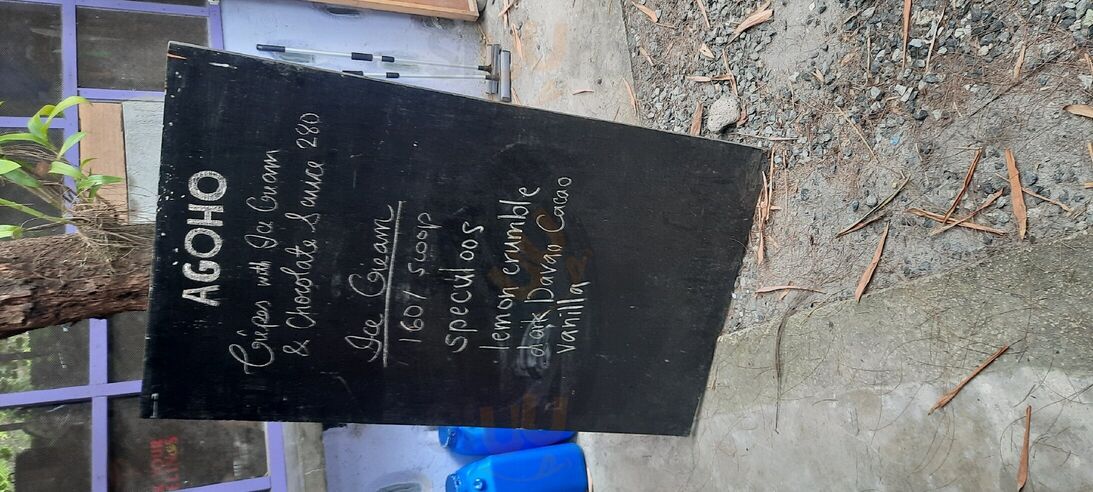 AGOHO
Crêpes with Ice Cream
& Chocolate Sauce 280
Ice Cream
160/ scoop
speculoos
lemon crumble
dark Davao Cacao
vanilla